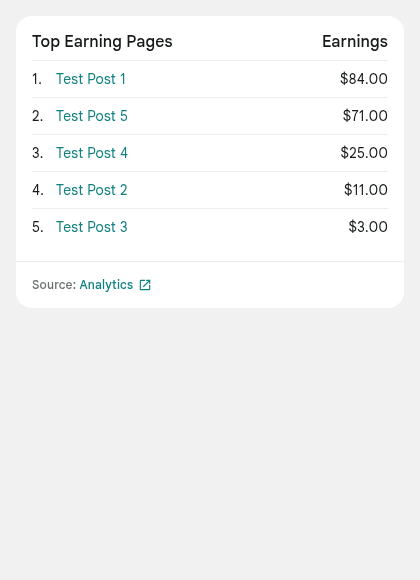 Top Earning Pages Earnings
1. Test Post 1 $84.00
2. Test Post 5 $71.00
3. Test Post 4 $25.00
4. Test Post 2 $11.00
5. Test Post 3 $3.00
Source: Analytics